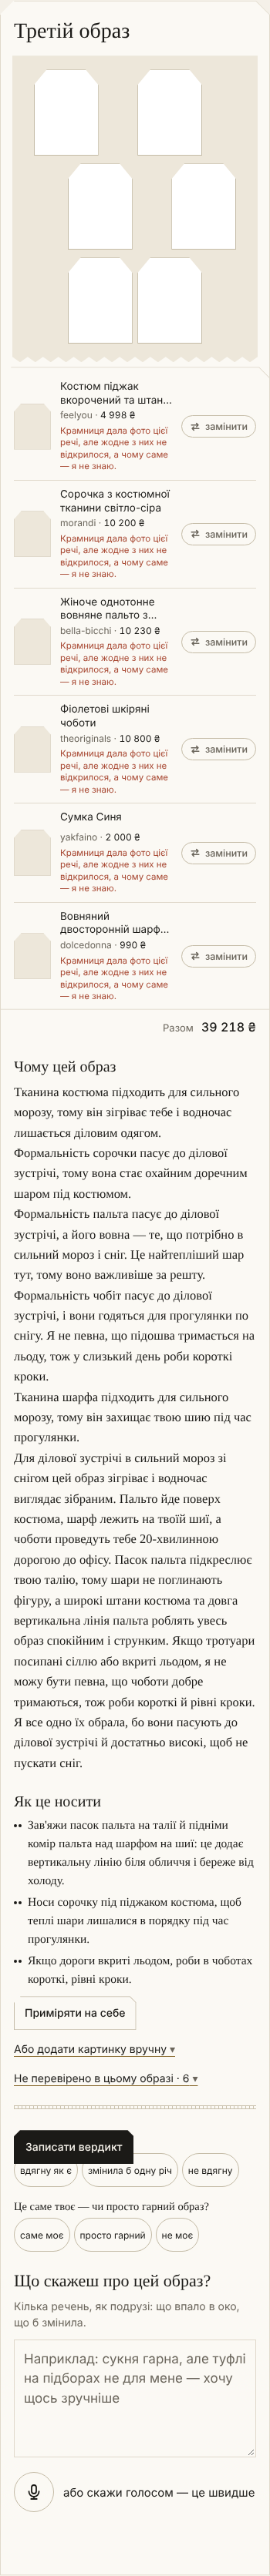 Третій образ
Костюм піджак
вкорочений та штан...
feelyou · 4 998 ₴
Крамниця дала фото цієї
речі, але жодне з них не
відкрилося, а чому саме
— я не знаю.
⇄ замінити
Сорочка з костюмної
тканини світло-сіра
morandi · 10 200 ₴
Крамниця дала фото цієї
речі, але жодне з них не
відкрилося, а чому саме
— я не знаю.
⇄ замінити
Жіноче однотонне
вовняне пальто з...
bella-bicchi · 10 230 ₴
Крамниця дала фото цієї
речі, але жодне з них не
відкрилося, а чому саме
— я не знаю.
⇄ замінити
Фіолетові шкіряні
чоботи
theoriginals · 10 800 ₴
Крамниця дала фото цієї
речі, але жодне з них не
відкрилося, а чому саме
— я не знаю.
⇄ замінити
Сумка Синя
yakfaino · 2 000 ₴
Крамниця дала фото цієї
речі, але жодне з них не
відкрилося, а чому саме
— я не знаю.
⇄ замінити
Вовняний
двосторонній шарф...
dolcedonna · 990 ₴
Крамниця дала фото цієї
речі, але жодне з них не
відкрилося, а чому саме
— я не знаю.
⇄ замінити
Разом 39 218 ₴
Чому цей образ
Тканина костюма підходить для сильного
морозу, тому він зігріває тебе і водночас
лишається діловим одягом.
Формальність сорочки пасує до ділової
зустрічі, тому вона стає охайним доречним
шаром під костюмом.
Формальність пальта пасує до ділової
зустрічі, а його вовна — те, що потрібно в
сильний мороз і сніг. Це найтепліший шар
тут, тому воно важливіше за решту.
Формальність чобіт пасує до ділової
зустрічі, і вони годяться для прогулянки по
снігу. Я не певна, що підошва тримається на
льоду, тож у слизький день роби короткі
кроки.
Тканина шарфа підходить для сильного
морозу, тому він захищає твою шию під час
прогулянки.
Для ділової зустрічі в сильний мороз зі
снігом цей образ зігріває і водночас
виглядає зібраним. Пальто йде поверх
костюма, шарф лежить на твоїй шиї, а
чоботи проведуть тебе 20-хвилинною
дорогою до офісу. Пасок пальта підкреслює
твою талію, тому шари не поглинають
фігуру, а широкі штани костюма та довга
вертикальна лінія пальта роблять увесь
образ спокійним і струнким. Якщо тротуари
посипані сіллю або вкриті льодом, я не
можу бути певна, що чоботи добре
тримаються, тож роби короткі й рівні кроки.
Я все одно їх обрала, бо вони пасують до
ділової зустрічі й достатньо високі, щоб не
пускати сніг.
Як це носити
Зав'яжи пасок пальта на талії й підніми
комір пальта над шарфом на шиї: це додає
вертикальну лінію біля обличчя і береже від
холоду.
Носи сорочку під піджаком костюма, щоб
теплі шари лишалися в порядку під час
прогулянки.
Якщо дороги вкриті льодом, роби в чоботах
короткі, рівні кроки.
Приміряти на себе
Або додати картинку вручну ▾
Не перевірено в цьому образі · 6 ▾
Записати вердикт
вдягну як є
змінила б одну річ
не вдягну
Це саме твоє — чи просто гарний образ?
саме моє
просто гарний
не моє
Що скажеш про цей образ?
Кілька речень, як подрузі: що впало в око,
що б змінила.
Наприклад: сукня гарна, але туфлі
на підборах не для мене — хочу
щось зручніше
або скажи голосом — це швидше